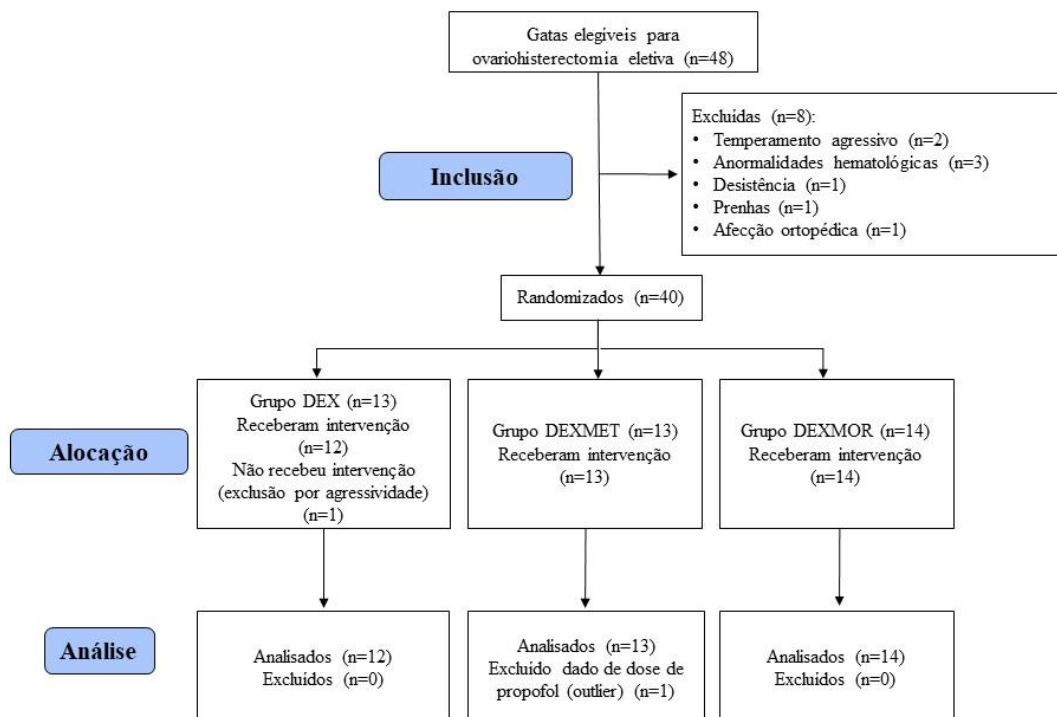 Gatas elegíveis para
ovariohisterectomia eletiva (n=48)
Excluídas (n=8):
• Temperamento agressivo (n=2)
• Anormalidades hematológicas (n=3)
• Desistência (n=1)
• Prenhas (n=1)
• Afecção ortopédica (n=1)
Inclusão
Randomizados (n=40)
Alocação
Grupo DEX (n=13)
Receberam intervenção
(n=12)
Não recebeu intervenção
(exclusão por agressividade)
(n=1)
Grupo DEXMET (n=13)
Receberam intervenção
(n=13)
Grupo DEXMOR (n=14)
Receberam intervenção
(n=14)
Análise
Analisados (n=12)
Excluídos (n=0)
Analisados (n=13)
Excluído dado de dose de
propofol (outlier) (n=1)
Analisados (n=14)
Excluídos (n=0)